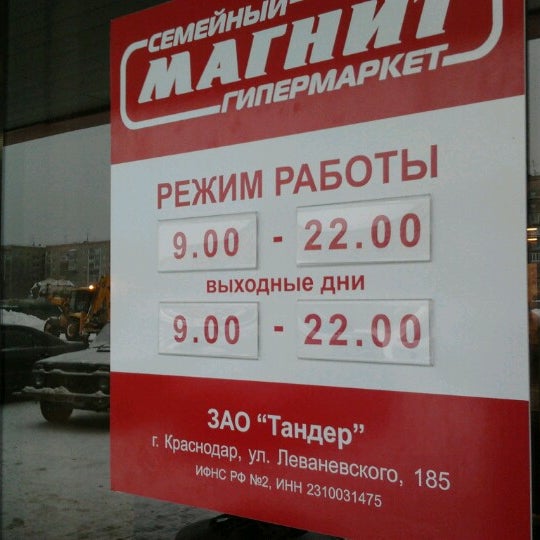 СЕМЕЙНЫЙ
МАГНИТ
ГИПЕРМАРКЕТ
РЕЖИМ РАБОТЫ
9.00 - 22.00
выходные дни
9.00 - 22.00
ЗАО "Тандер"
г. Краснодар, ул. Леваневского, 185
ИФНС РФ №2, ИНН 2310031475